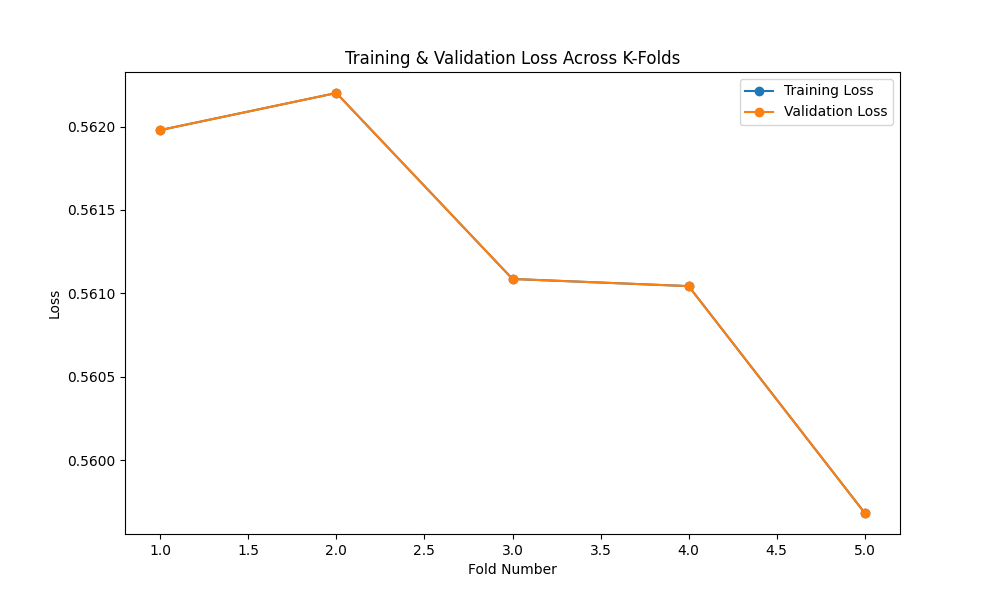 Training & Validation Loss Across K-Folds
Training Loss
Validation Loss
0.5620
0.5615
0.5610
0.5605
0.5600
Loss
1.0 1.5 2.0 2.5 3.0 3.5 4.0 4.5 5.0
Fold Number